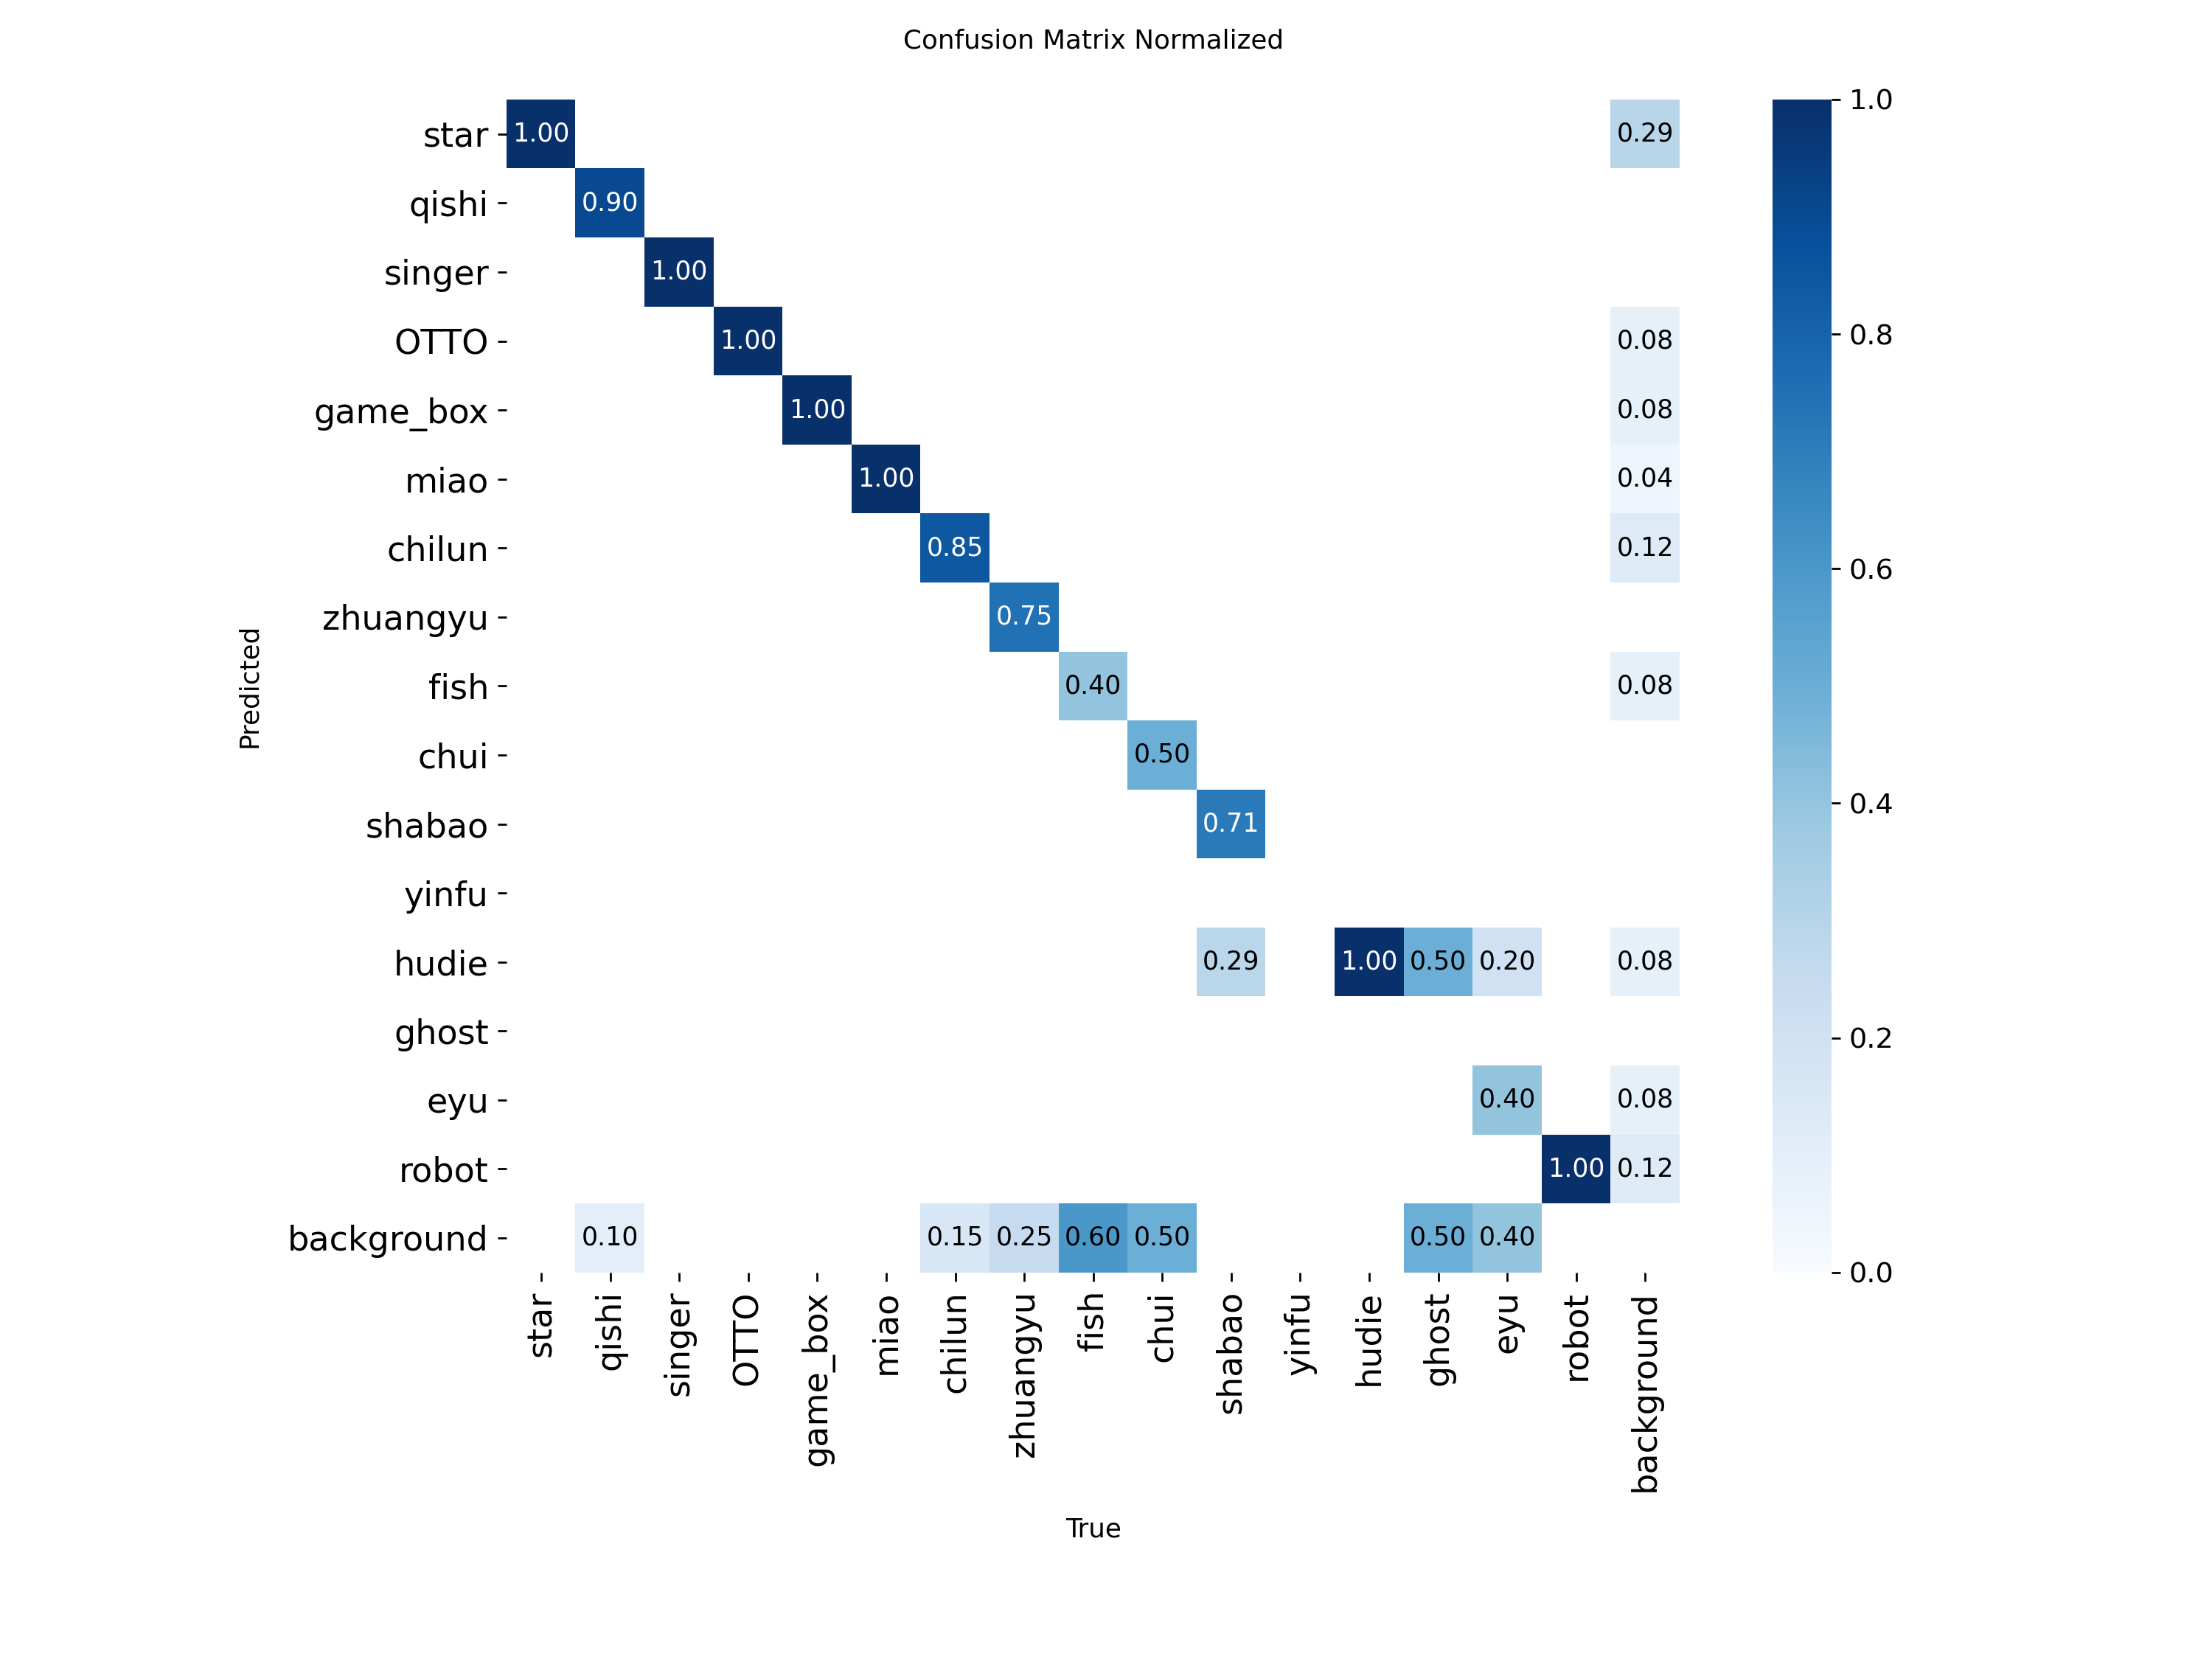 Confusion Matrix Normalized
star 1.00 0.29
qishi 0.90
singer 1.00
OTTO 1.00 0.08
game_box 1.00 0.08
miao 1.00 0.04
chilun 0.85 0.12
zhuangyu 0.75
fish 0.40 0.08
chui 0.50
shabao 0.71
yinfu
hudie 0.29 1.00 0.50 0.20 0.08
ghost
eyu 0.40 0.08
robot 1.00 0.12
background 0.10 0.15 0.25 0.60 0.50 0.50 0.40
Predicted
star qishi singer OTTO game_box miao chilun zhuangyu fish chui shabao yinfu hudie ghost eyu robot background
True
1.0
0.8
0.6
0.4
0.2
0.0